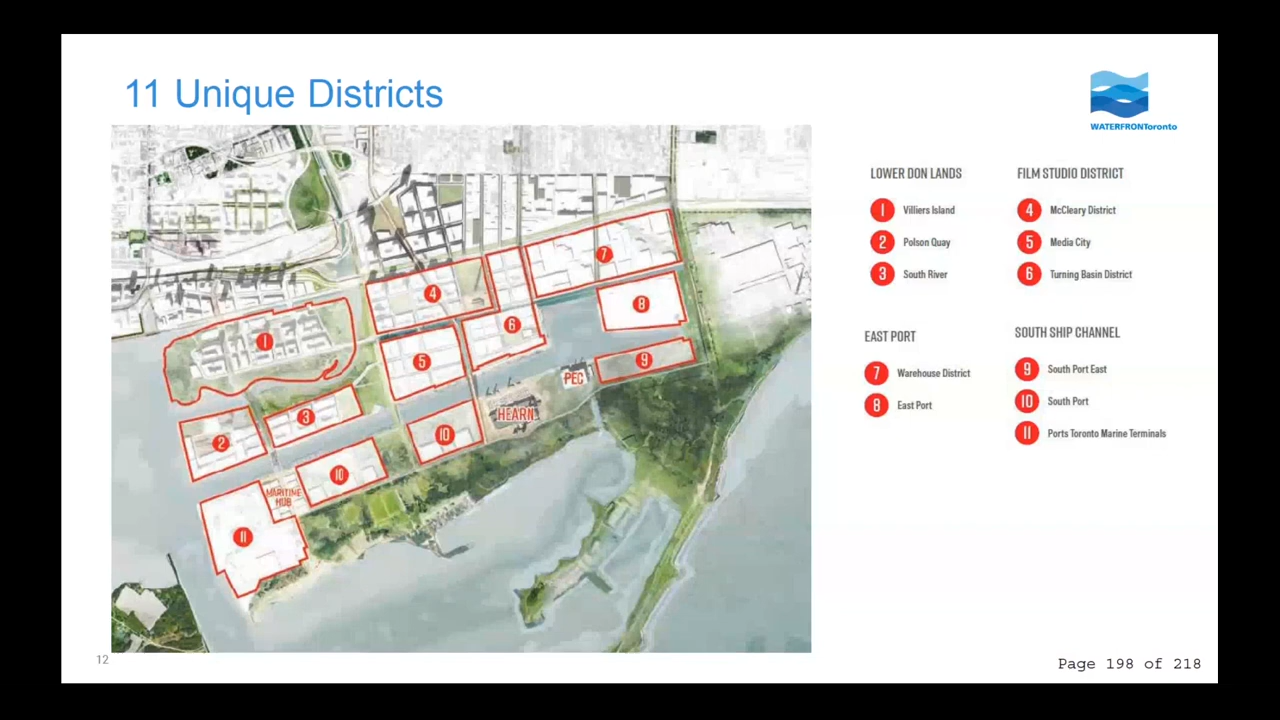 11 Unique Districts
WATERFRONToronto
LOWER DON LANDS
1 Villiers Island
2 Polson Quay
3 South River
FILM STUDIO DISTRICT
4 McCleary District
5 Media City
6 Turning Basin District
EAST PORT
7 Warehouse District
8 East Port
SOUTH SHIP CHANNEL
9 South Port East
10 South Port
11 Ports Toronto Marine Terminals
7
4
8
6
1
5
9
PEC
3
HEARN
10
2
10
MARITIME
HUB
11
12
Page 198 of 218